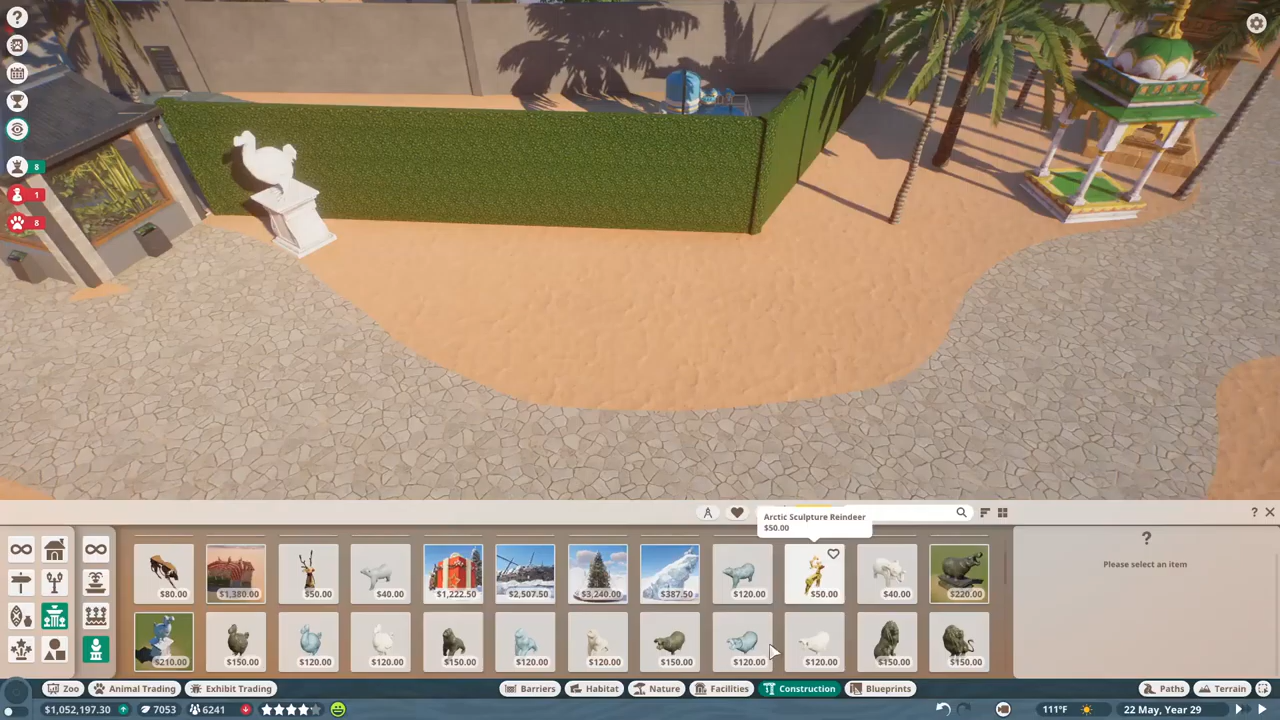 ?
8
1
8
Arctic Sculpture Reindeer
$50.00
? 
?
Please select an item
$80.00 $1,380.00 $50.00 $40.00 $1,222.50 $2,507.50 $3,240.00 $387.50 $120.00 $50.00 $40.00 $220.00
$210.00 $150.00 $120.00 $120.00 $150.00 $120.00 $120.00 $150.00 $120.00 $120.00 $150.00 $150.00
Zoo Animal Trading Exhibit Trading Barriers Habitat Nature Facilities Construction Blueprints Paths Terrain
$1,052,197.30 7053 6241 111°F 22 May, Year 29